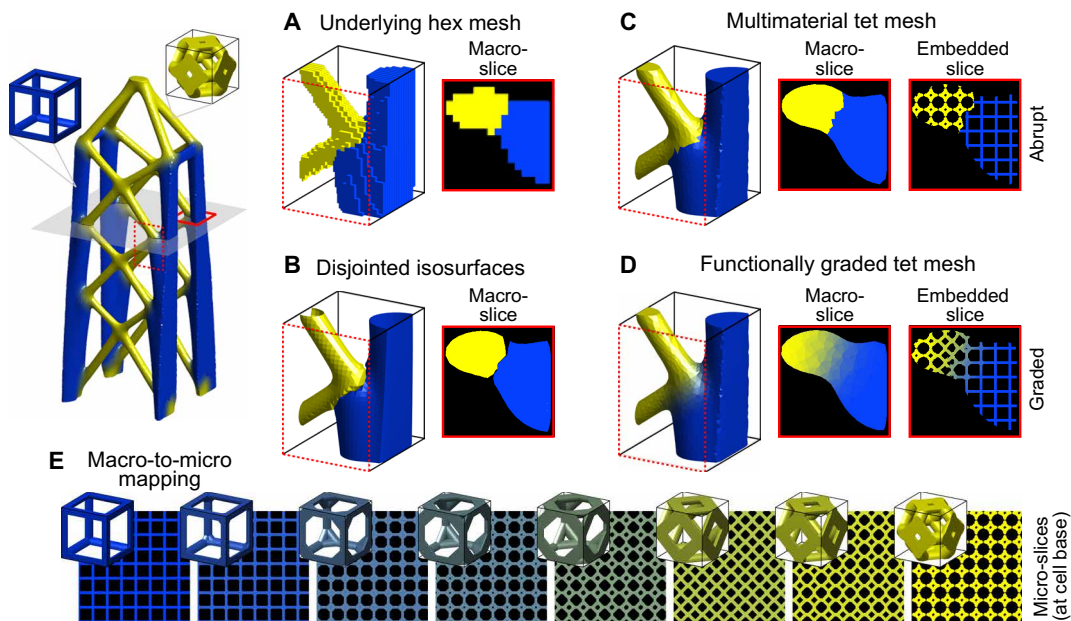 A Underlying hex mesh
Macro-
slice
C Multimaterial tet mesh
Macro-
slice
Embedded
slice
Abrupt
B Disjointed isosurfaces
Macro-
slice
D Functionally graded tet mesh
Macro-
slice
Embedded
slice
Graded
E Macro-to-micro
mapping
Micro-slices
(at cell base)